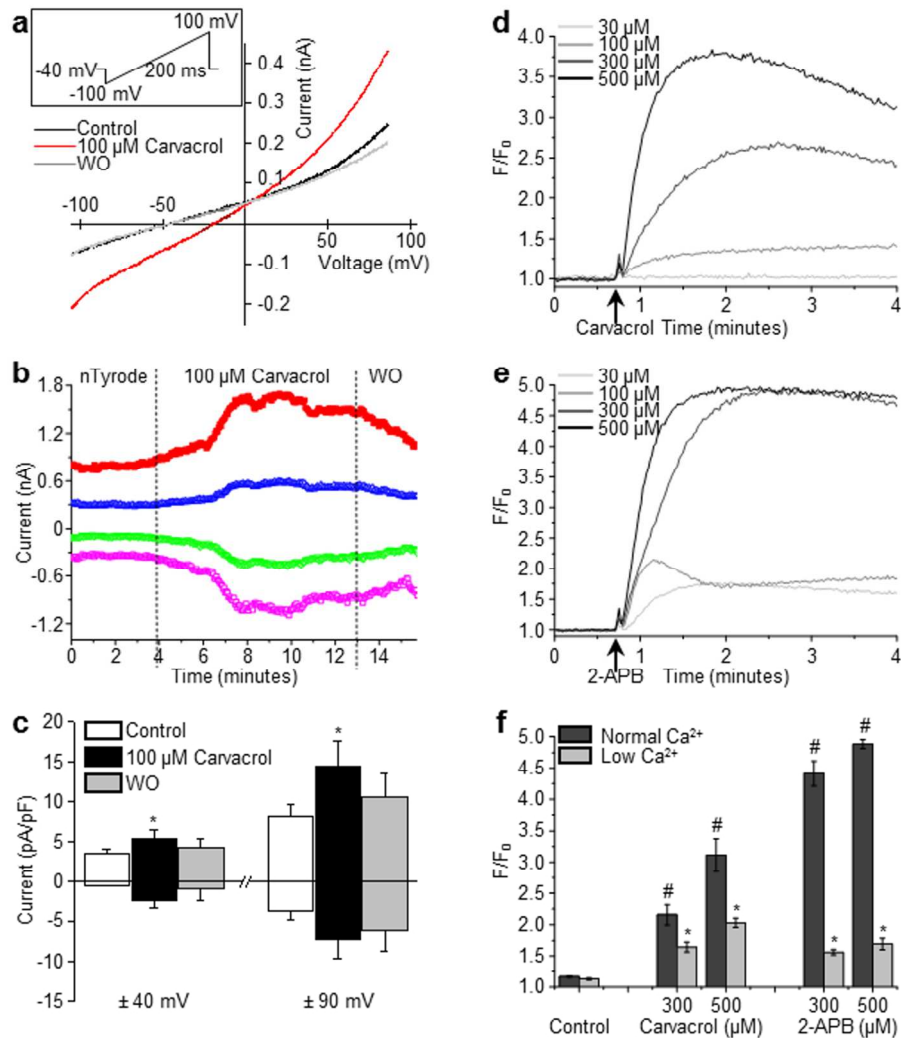 a
100 mV
-40 mV
200 ms
-100 mV
Control
100 µM Carvacrol
WO
Current (nA)
0.4
0.3
0.2
0.1
-0.1
-0.2
-100
-50
0
50
100
Voltage (mV)
b
nTyrode
100 µM Carvacrol
WO
Current (nA)
1.8
1.2
0.6
0
-0.6
-1.2
0 2 4 6 8 10 12 14
Time (minutes)
c
Control
100 µM Carvacrol
WO
Current (pA/pF)
20
15
10
5
0
-5
-10
-15
*
*
± 40 mV
± 90 mV
d
30 µM
100 µM
300 µM
500 µM
F/F₀
4.0
3.5
3.0
2.5
2.0
1.5
1.0
0 1 2 3 4
Carvacrol Time (minutes)
e
30 µM
100 µM
300 µM
500 µM
F/F₀
5.0
4.0
3.0
2.0
1.0
0 1 2 3 4
2-APB Time (minutes)
f
Normal Ca²⁺
Low Ca²⁺
F/F₀
5.0
4.5
4.0
3.5
3.0
2.5
2.0
1.5
1.0
# # # #
* * * *
300 500 300 500
Control Carvacrol (µM) 2-APB (µM)